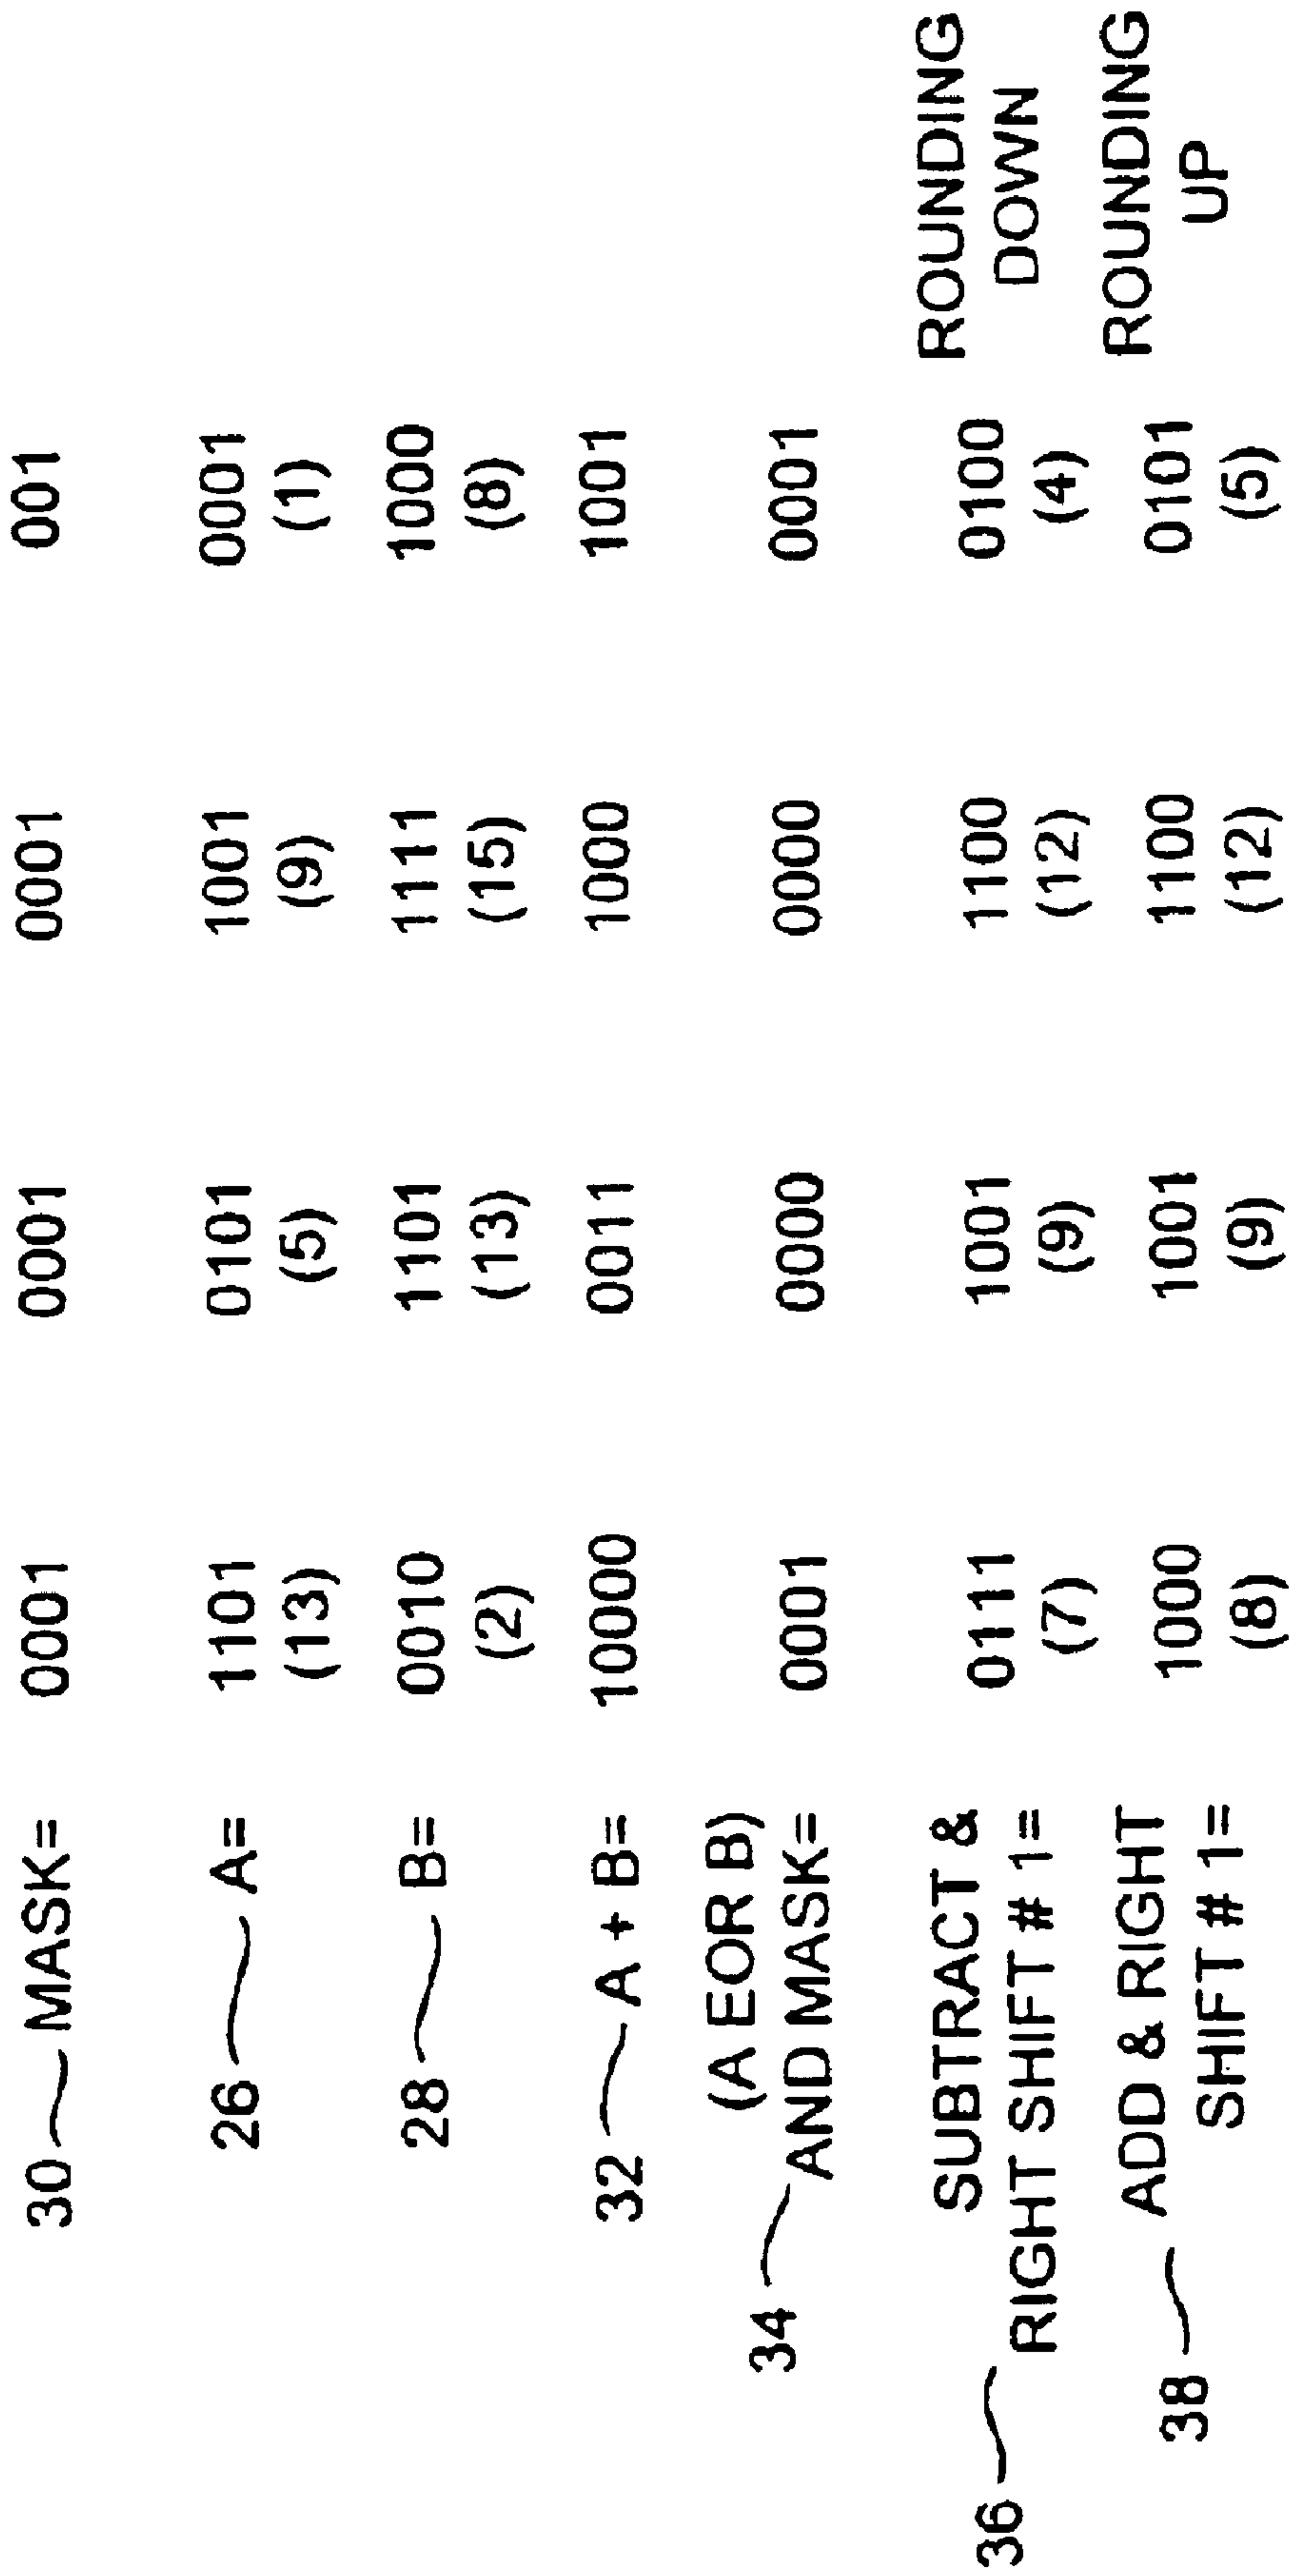 30 MASK= 0001 0001 0001 001
26 A= 1101 0101 1001 0001
(13) (5) (9) (1)
28 B= 0010 1101 1111 1000
(2) (13) (15) (8)
32 A + B= 10000 0011 1000 1001
(A EOR B)
34 AND MASK= 0001 0000 0000 0001
36 SUBTRACT & 0111 1001 1100 0100 ROUNDING
RIGHT SHIFT # 1= (7) (9) (12) (4) DOWN
38 ADD & RIGHT 1000 1001 1100 0101 ROUNDING
SHIFT # 1= (8) (9) (12) (5) UP